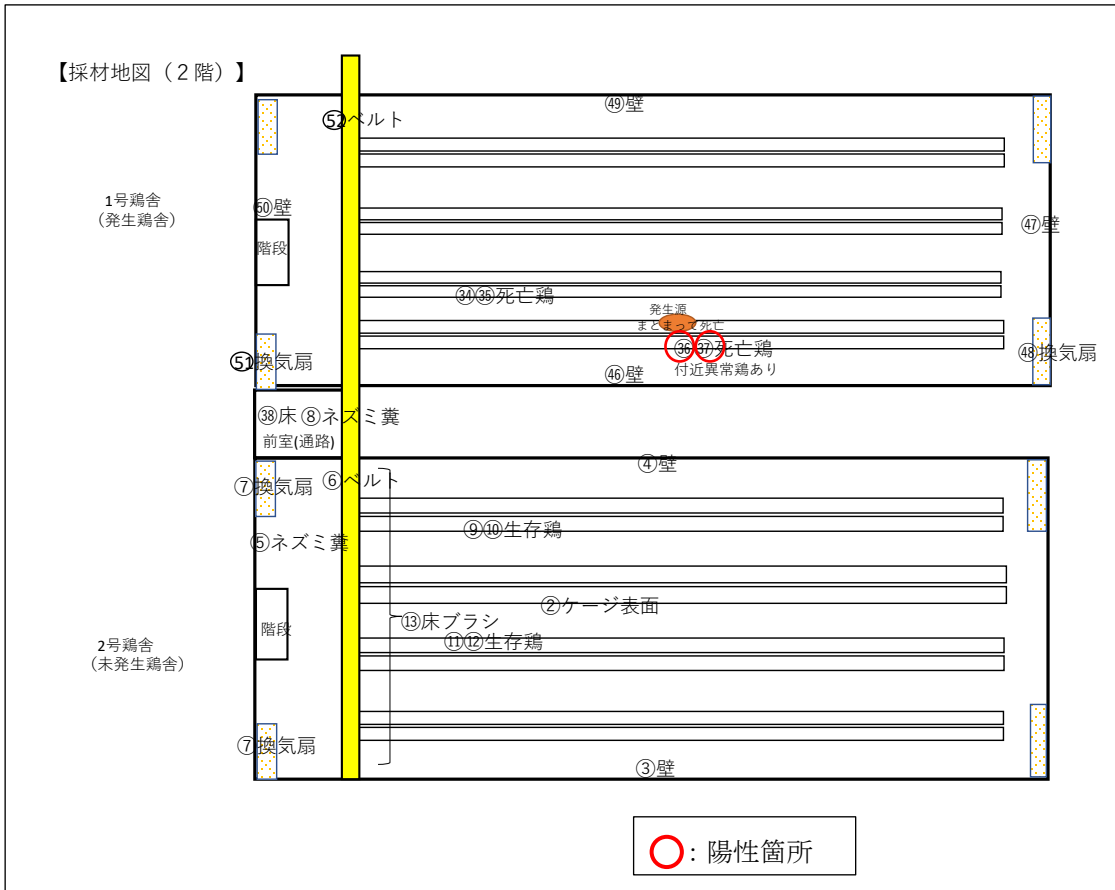 【採材地図（２階）】
㊾壁
52ベルト
1号鶏舎
（発生鶏舎）
50壁
㊼壁
階段
㉞㉟死亡鶏
発生源
まとまって死亡
㊱㊲死亡鶏
付近異常鶏あり
51換気扇
㊽換気扇
㊻壁
㊳床 ⑧ネズミ糞
前室(通路)
④壁
⑦換気扇
⑥ベルト
⑨⑩生存鶏
⑤ネズミ糞
②ケージ表面
⑬床ブラシ
階段
⑪⑫生存鶏
2号鶏舎
（未発生鶏舎）
⑦換気扇
③壁
：陽性箇所